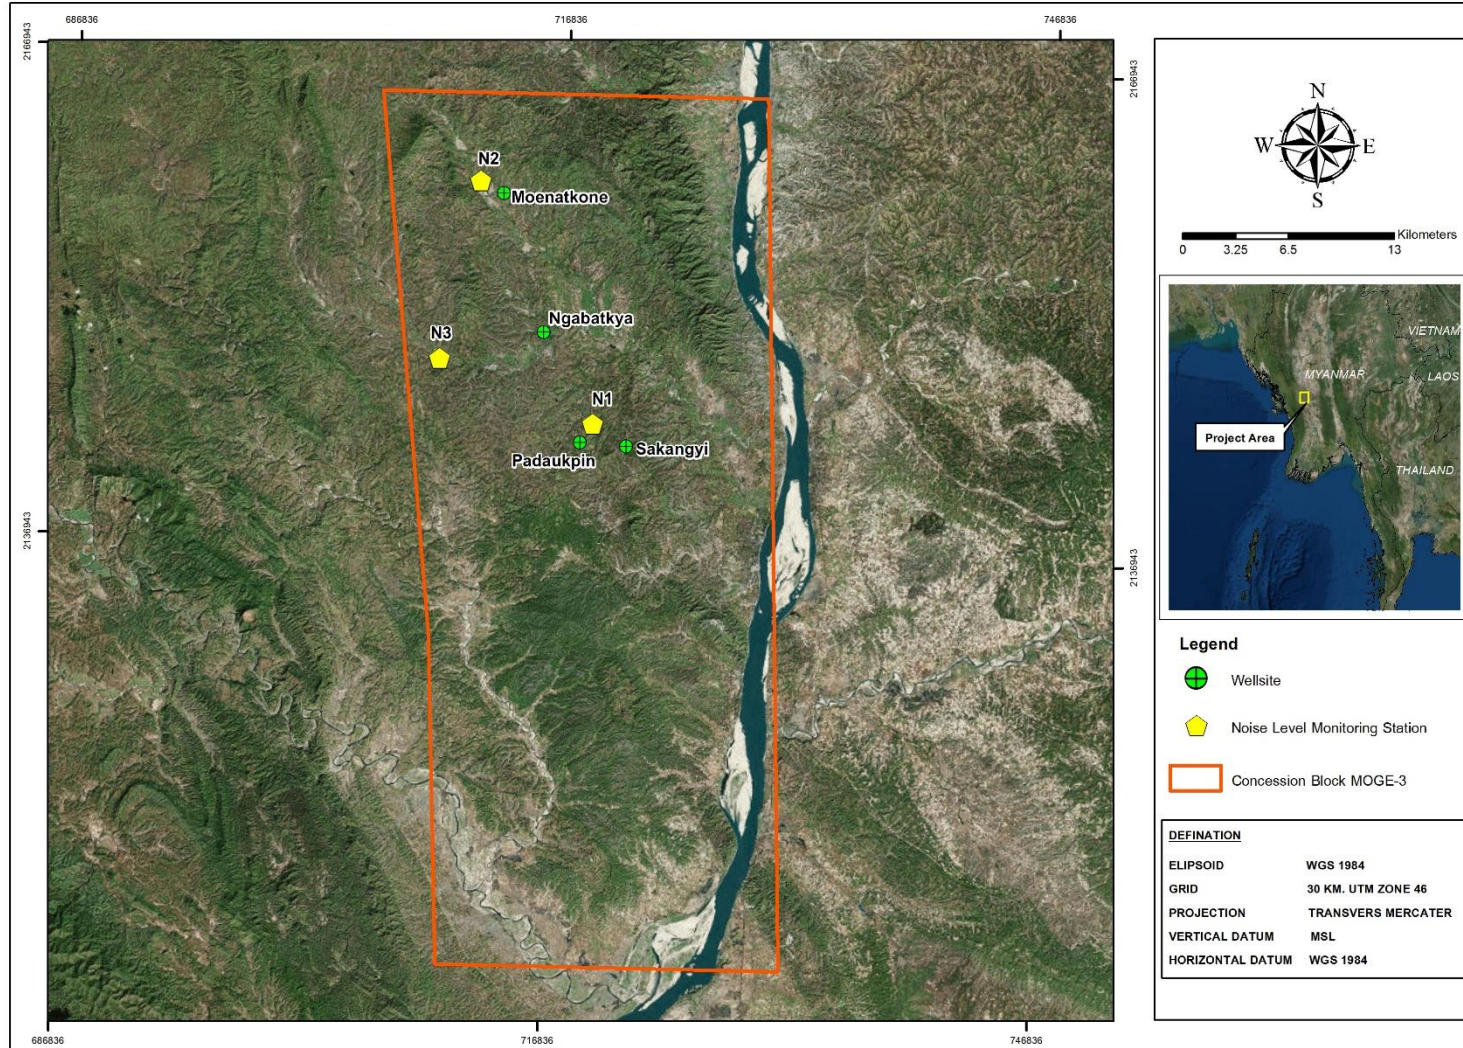 686836
716836
746836
2166943
2166943
N
W E
S
Kilometers
0 3.25 6.5 13
N2
Moenatkone
Ngabatkya
N3
N1
Padaukpin
Sakangyi
2136943
2136943
VIETNAM
MYANMAR
LAOS
Project Area
THAILAND
Legend
Wellsite
Noise Level Monitoring Station
Concession Block MOGE-3
DEFINATION
ELIPSOID WGS 1984
GRID 30 KM. UTM ZONE 46
PROJECTION TRANSVERS MERCATER
VERTICAL DATUM MSL
HORIZONTAL DATUM WGS 1984
686836
716836
746836